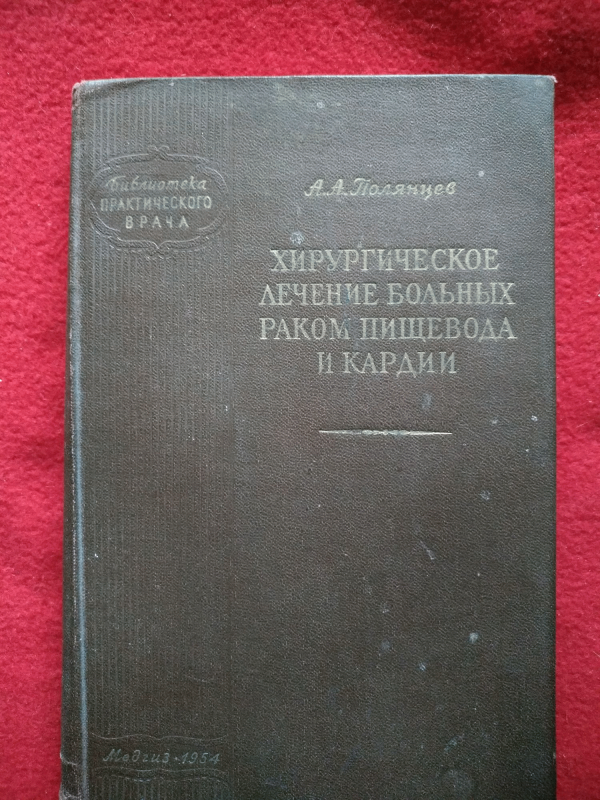 Библиотека
ПРАКТИЧЕСКОГО
ВРАЧА
А.А.Полянцев
ХИРУРГИЧЕСКОЕ
ЛЕЧЕНИЕ БОЛЬНЫХ
РАКОМ ПИЩЕВОДА
И КАРДИИ
Медгиз·1954